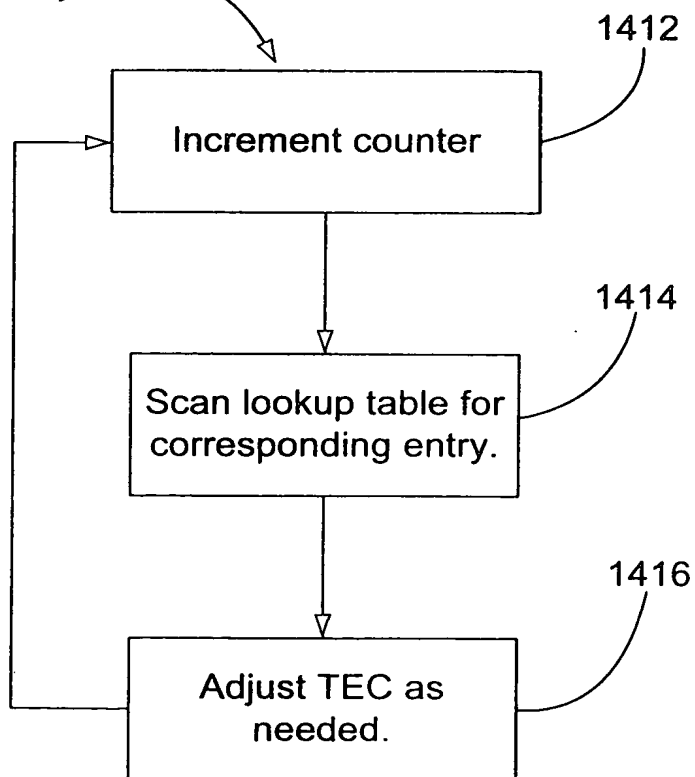 1412
Increment counter
1414
Scan lookup table for
corresponding entry.
1416
Adjust TEC as
needed.